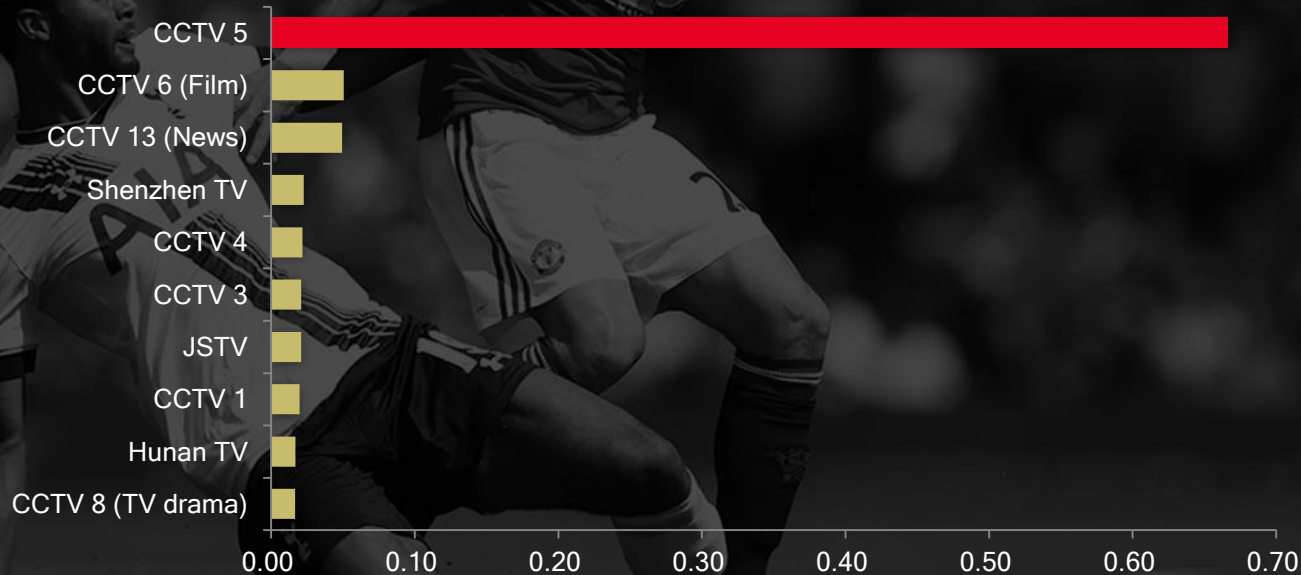 CCTV 5
CCTV 6 (Film)
CCTV 13 (News)
Shenzhen TV
CCTV 4
CCTV 3
JSTV
CCTV 1
Hunan TV
CCTV 8 (TV drama)
0.00 0.10 0.20 0.30 0.40 0.50 0.60 0.70
AIA